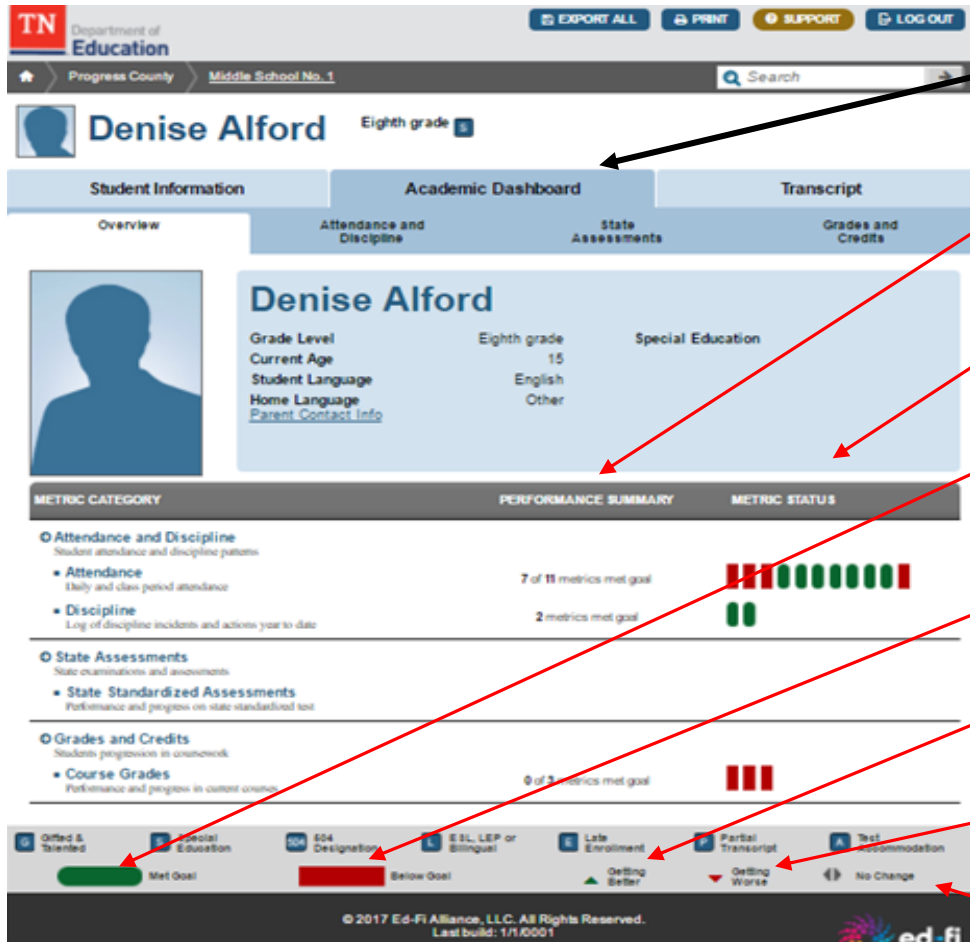 TN
Department of
Education
EXPORT ALL PRINT SUPPORT LOG OUT
Progress County Middle School No. 1 Search
Denise Alford Eighth grade S
Student Information Academic Dashboard Transcript
Overview Attendance and Discipline State Assessments Grades and Credits
Denise Alford
Grade Level Eighth grade Special Education
Current Age 15
Student Language English
Home Language Other
Parent Contact Info
METRIC CATEGORY PERFORMANCE SUMMARY METRIC STATUS
Attendance and Discipline
Student attendance and discipline patterns
Attendance
Daily and class period attendance
7 of 11 metrics met goal
Discipline
Log of discipline incidents and actions year to date
2 metrics met goal
State Assessments
State examinations and assessments
State Standardized Assessments
Performance and progress on state standardized test
Grades and Credits
Students progression in coursework
Course Grades
Performance and progress in current courses
0 of 3 metrics met goal
G Gifted & Talented S Special Education 504 504 Designation L ESL, LEP or Bilingual E Late Enrollment P Partial Transcript A Test Accommodation
Met Goal Below Goal Getting Better Getting Worse No Change
© 2017 Ed-Fi Alliance, LLC. All Rights Reserved.
Last build: 1/1/0001
ed-fi